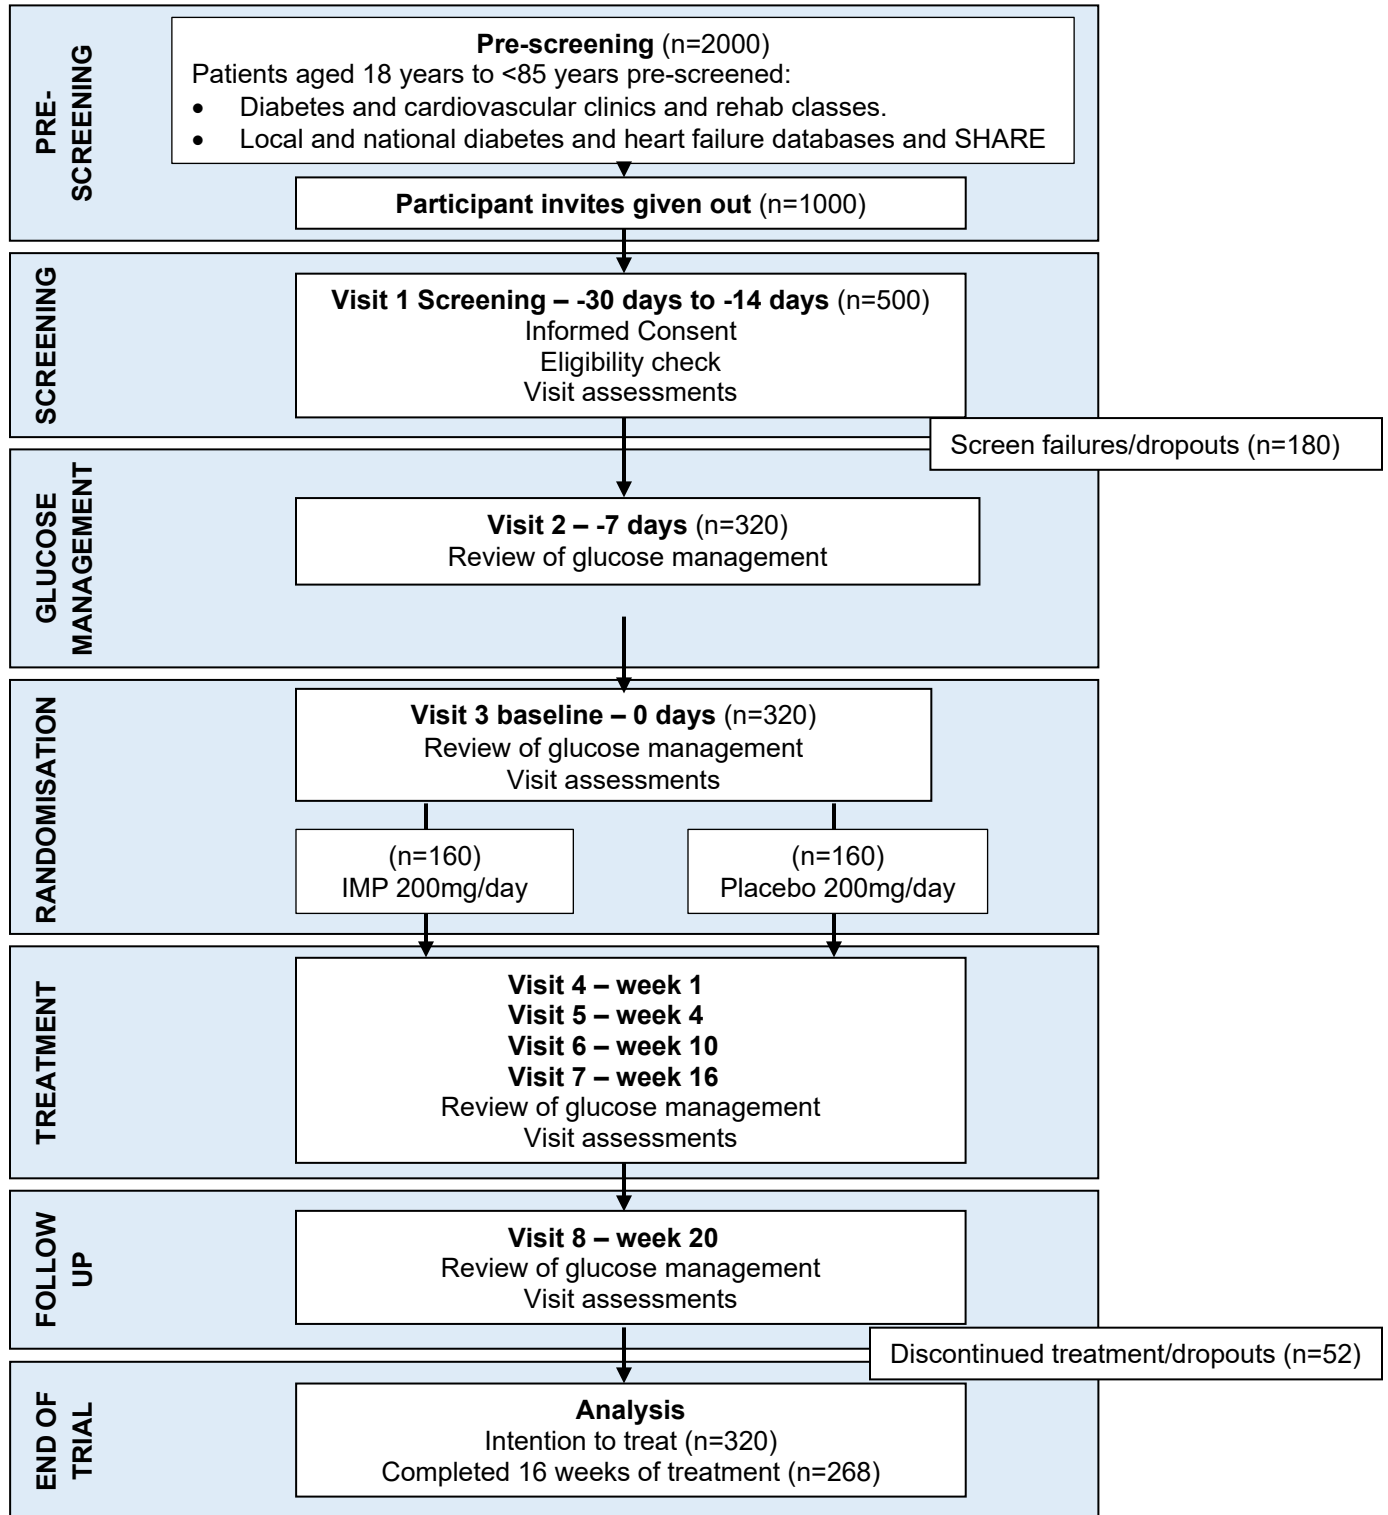 PRE-
SCREENING
Pre-screening (n=2000)
Patients aged 18 years to <85 years pre-screened:
• Diabetes and cardiovascular clinics and rehab classes.
• Local and national diabetes and heart failure databases and SHARE
Participant invites given out (n=1000)
SCREENING
Visit 1 Screening – -30 days to -14 days (n=500)
Informed Consent
Eligibility check
Visit assessments
Screen failures/dropouts (n=180)
GLUCOSE
MANAGEMENT
Visit 2 – -7 days (n=320)
Review of glucose management
RANDOMISATION
Visit 3 baseline – 0 days (n=320)
Review of glucose management
Visit assessments
(n=160)
IMP 200mg/day
(n=160)
Placebo 200mg/day
TREATMENT
Visit 4 – week 1
Visit 5 – week 4
Visit 6 – week 10
Visit 7 – week 16
Review of glucose management
Visit assessments
FOLLOW
UP
Visit 8 – week 20
Review of glucose management
Visit assessments
Discontinued treatment/dropouts (n=52)
END OF
TRIAL
Analysis
Intention to treat (n=320)
Completed 16 weeks of treatment (n=268)